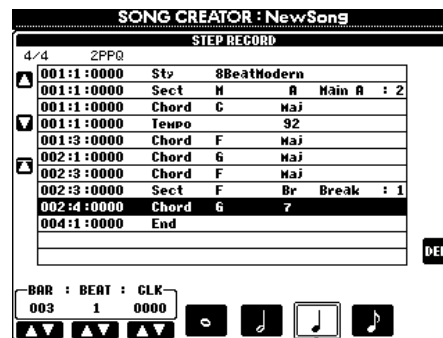 SONG CREATOR : NewSong
STEP RECORD
4/4 2PPQ
001:1:0000 Sty 8BeatModern
001:1:0000 Sect M A Main A : 2
001:1:0000 Chord C Maj
001:1:0000 Tempo 92
001:3:0000 Chord F Maj
002:1:0000 Chord G Maj
002:3:0000 Chord F Maj
002:3:0000 Sect F Br Break : 1
002:4:0000 Chord G 7
004:1:0000 End
DEL
BAR : BEAT : CLK
003 1 0000